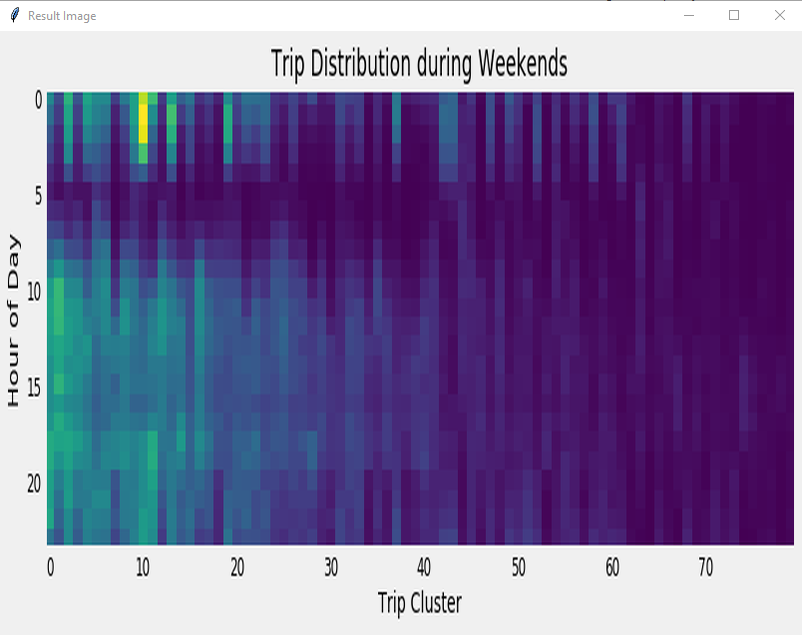 Result Image
Trip Distribution during Weekends
0
5
10
15
20
Hour of Day
0 10 20 30 40 50 60 70
Trip Cluster